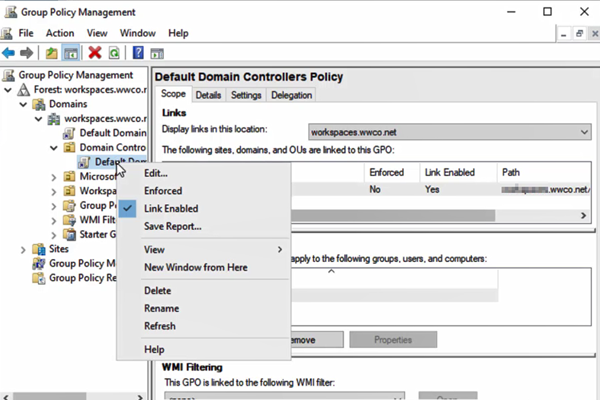 Group Policy Management
File Action View Window Help
Group Policy Management
Forest: workspaces.wwco.net
Domains
workspaces.wwco.n
Default Domain
Domain Contro
Default Dom
Microsof
Workspa
Group Po
WMI Filt
Starter G
Sites
Group Policy M
Group Policy Re
Default Domain Controllers Policy
Scope Details Settings Delegation
Links
Display links in this location: workspaces.wwco.net
The following sites, domains, and OUs are linked to this GPO:
Enforced Link Enabled Path
No Yes .wwco.net/
apply to the following groups, users, and computers:
emove Properties
WMI Filtering
This GPO is linked to the following WMI filter:
Edit...
Enforced
Link Enabled
Save Report...
View
New Window from Here
Delete
Rename
Refresh
Help